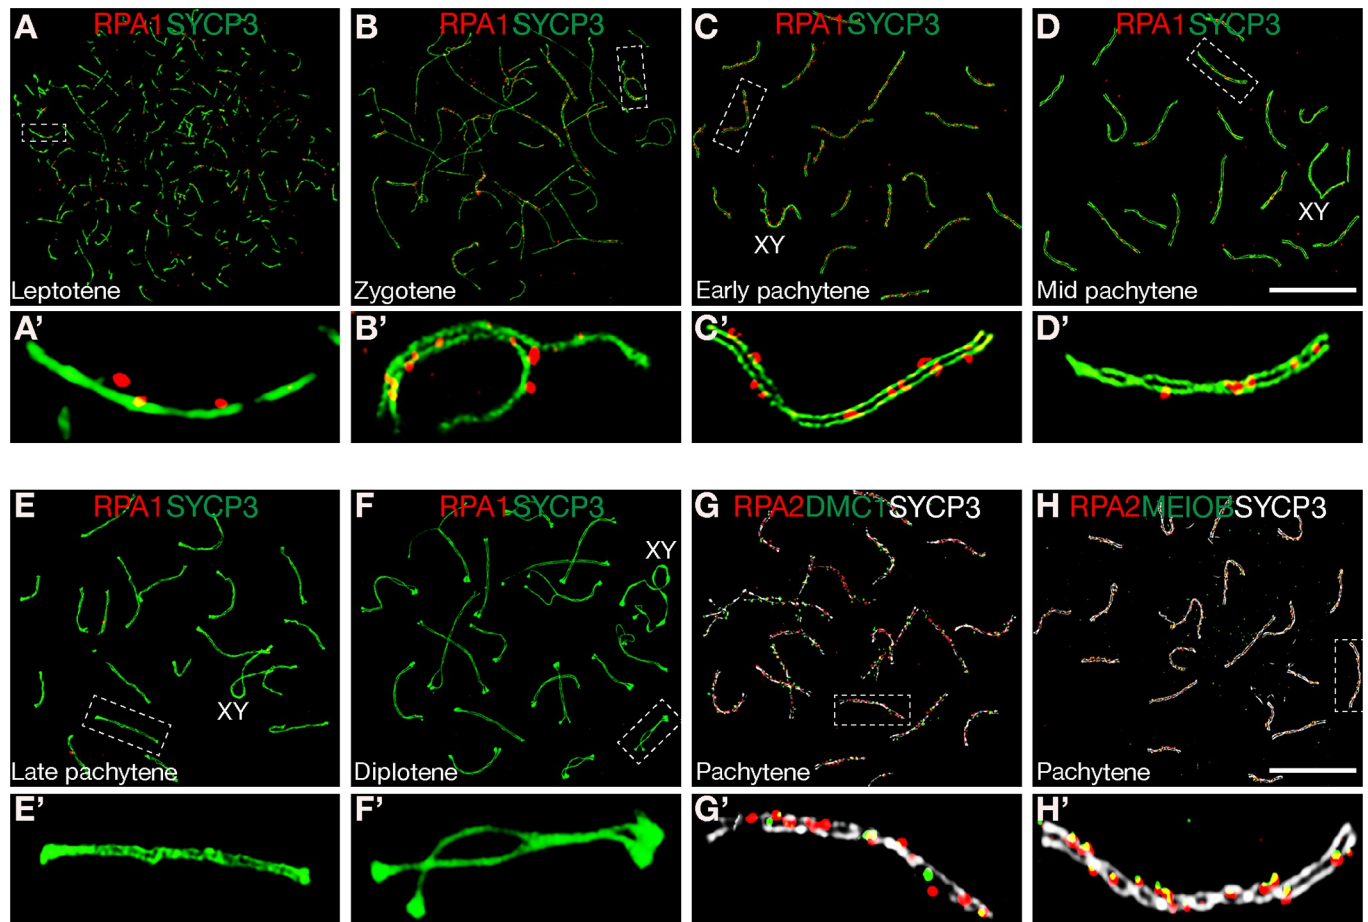 A RPA1SYCP3
Leptotene
B RPA1SYCP3
Zygotene
C RPA1SYCP3
XY
Early pachytene
D RPA1SYCP3
XY
Mid pachytene
A’
B’
C’
D’
E RPA1SYCP3
XY
Late pachytene
F RPA1SYCP3
XY
Diplotene
G RPA2DMC1SYCP3
Pachytene
H RPA2MEIOBSYCP3
Pachytene
E’
F’
G’
H’